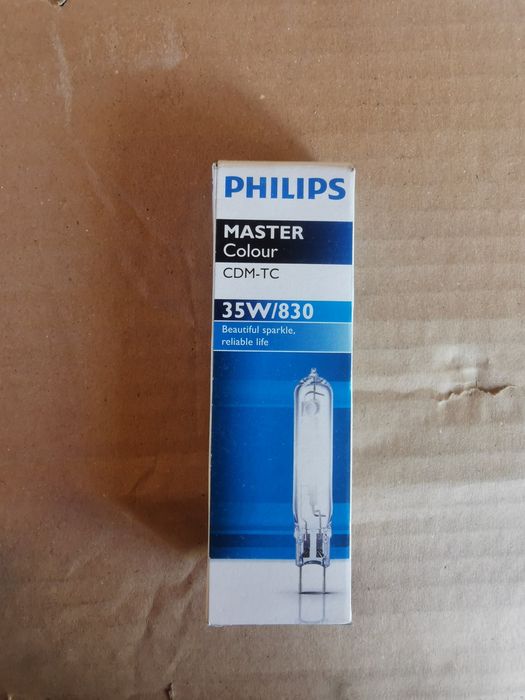 PHILIPS
MASTER
Colour
CDM-TC
35W/830
Beautiful sparkle,
reliable life